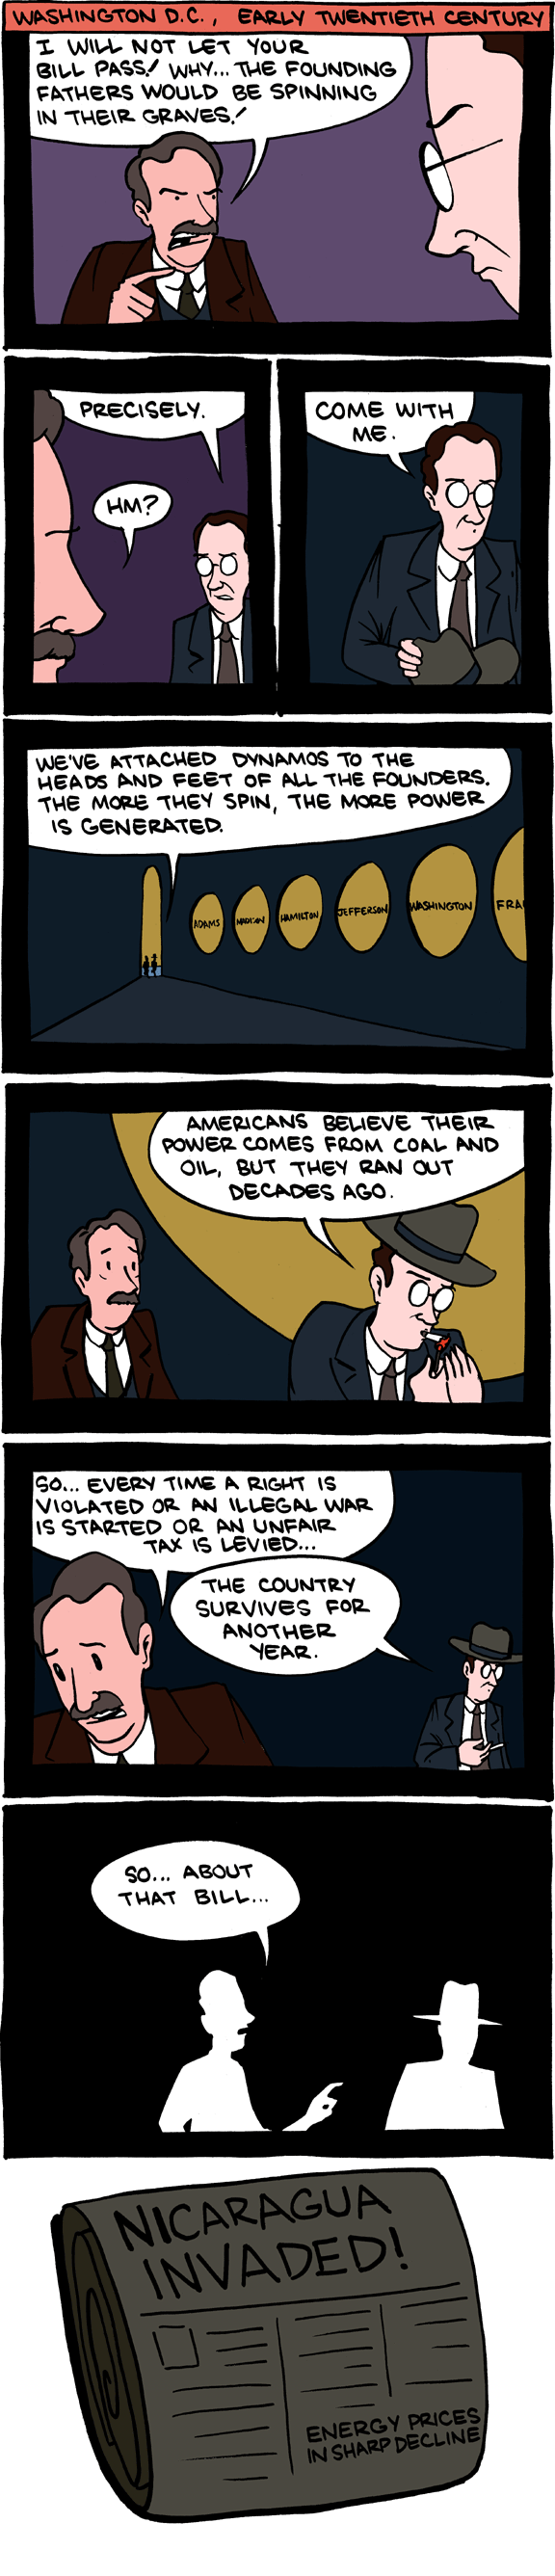 WASHINGTON D.C., EARLY TWENTIETH CENTURY
I WILL NOT LET YOUR
BILL PASS! WHY... THE FOUNDING
FATHERS WOULD BE SPINNING
IN THEIR GRAVES!
PRECISELY.
HM?
COME WITH
ME.
WE'VE ATTACHED DYNAMOS TO THE
HEADS AND FEET OF ALL THE FOUNDERS.
THE MORE THEY SPIN, THE MORE POWER
IS GENERATED.
ADAMS
MADISON
HAMILTON
JEFFERSON
WASHINGTON
FRA
AMERICANS BELIEVE THEIR
POWER COMES FROM COAL AND
OIL, BUT THEY RAN OUT
DECADES AGO.
SO... EVERY TIME A RIGHT IS
VIOLATED OR AN ILLEGAL WAR
IS STARTED OR AN UNFAIR
TAX IS LEVIED...
THE COUNTRY
SURVIVES FOR
ANOTHER
YEAR.
SO... ABOUT
THAT BILL...
NICARAGUA
INVADED!
ENERGY PRICES
IN SHARP DECLINE